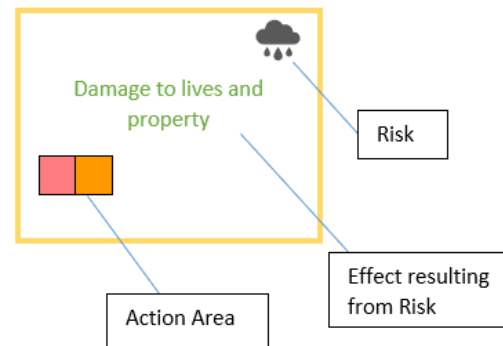 Damage to lives and
property
Risk
Effect resulting
from Risk
Action Area